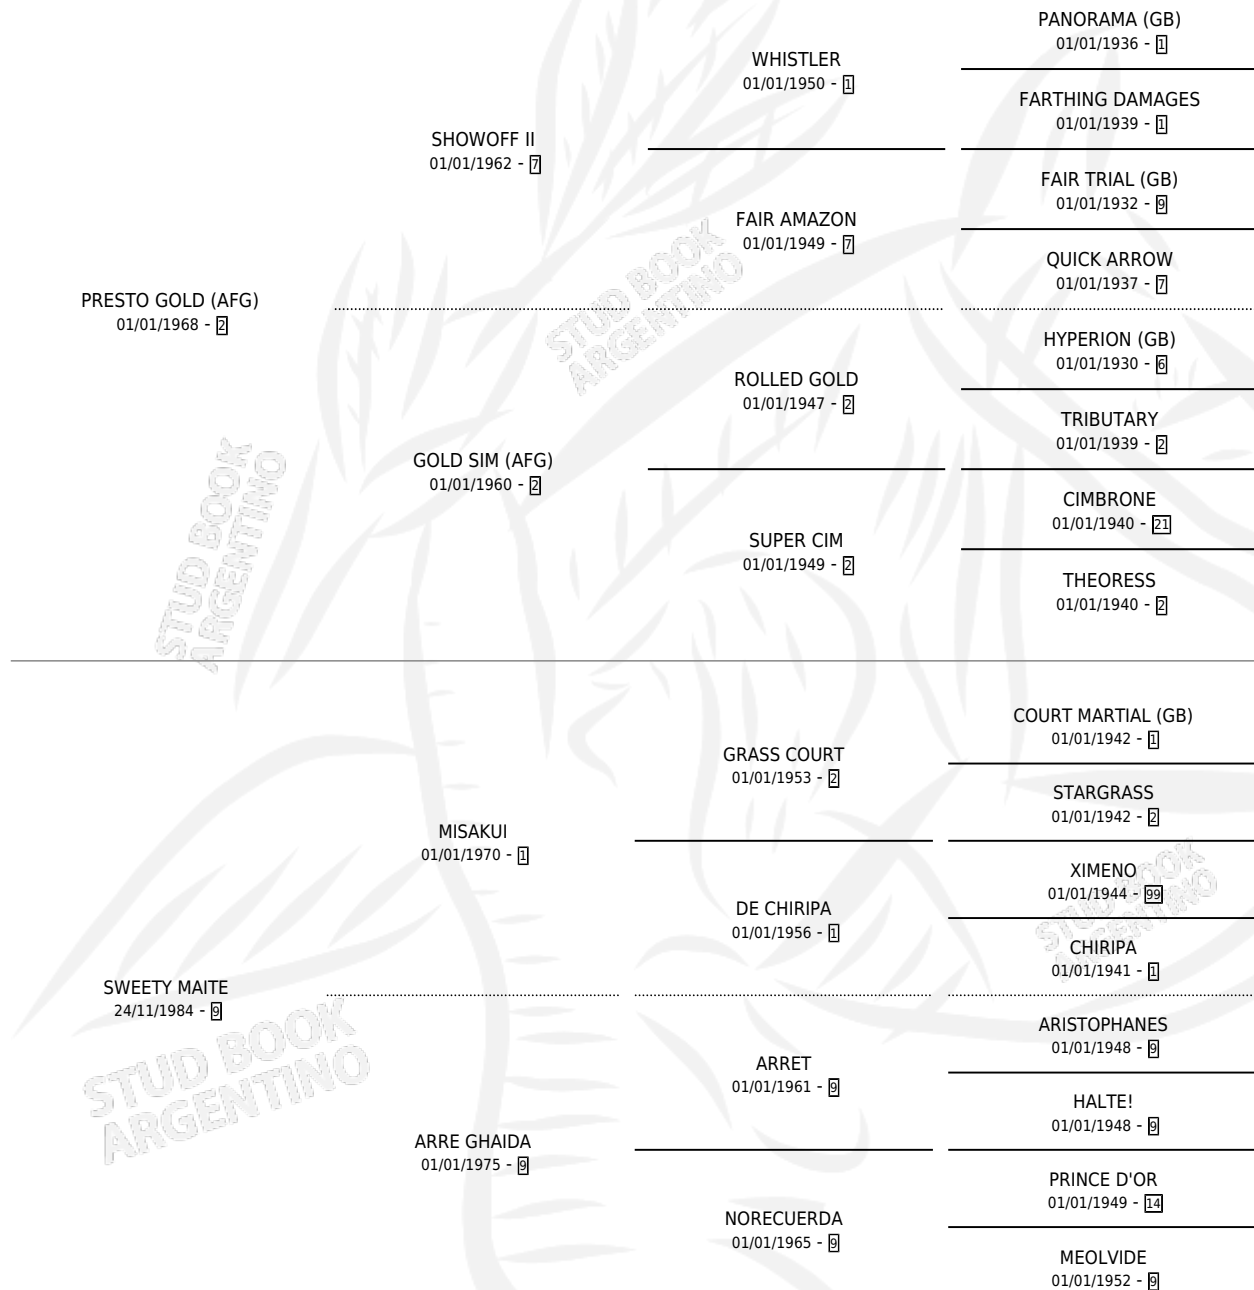 PANORAMA (GB)
01/01/1936 - 1
WHISTLER
01/01/1950 - 1
FARTHING DAMAGES
01/01/1939 - 1
SHOWOFF II
01/01/1962 - 7
FAIR TRIAL (GB)
01/01/1932 - 9
FAIR AMAZON
01/01/1949 - 7
QUICK ARROW
01/01/1937 - 7
PRESTO GOLD (AFG)
01/01/1968 - 2
HYPERION (GB)
01/01/1930 - 6
ROLLED GOLD
01/01/1947 - 2
TRIBUTARY
01/01/1939 - 2
GOLD SIM (AFG)
01/01/1960 - 2
CIMBRONE
01/01/1940 - 21
SUPER CIM
01/01/1949 - 2
THEORESS
01/01/1940 - 2
COURT MARTIAL (GB)
01/01/1942 - 1
GRASS COURT
01/01/1953 - 2
STARGRASS
01/01/1942 - 2
MISAKUI
01/01/1970 - 1
XIMENO
01/01/1944 - 99
DE CHIRIPA
01/01/1956 - 1
CHIRIPA
01/01/1941 - 1
SWEETY MAITE
24/11/1984 - 9
ARISTOPHANES
01/01/1948 - 9
ARRET
01/01/1961 - 9
HALTE!
01/01/1948 - 9
ARRE GHAIDA
01/01/1975 - 9
PRINCE D'OR
01/01/1949 - 14
NORECUERDA
01/01/1965 - 9
MEOLVIDE
01/01/1952 - 9
STUD BOOK
ARGENTINO
STUD BOOK
ARGENTINO
STUD BOOK
ARGENTINO
STUD BOOK
ARGENTINO